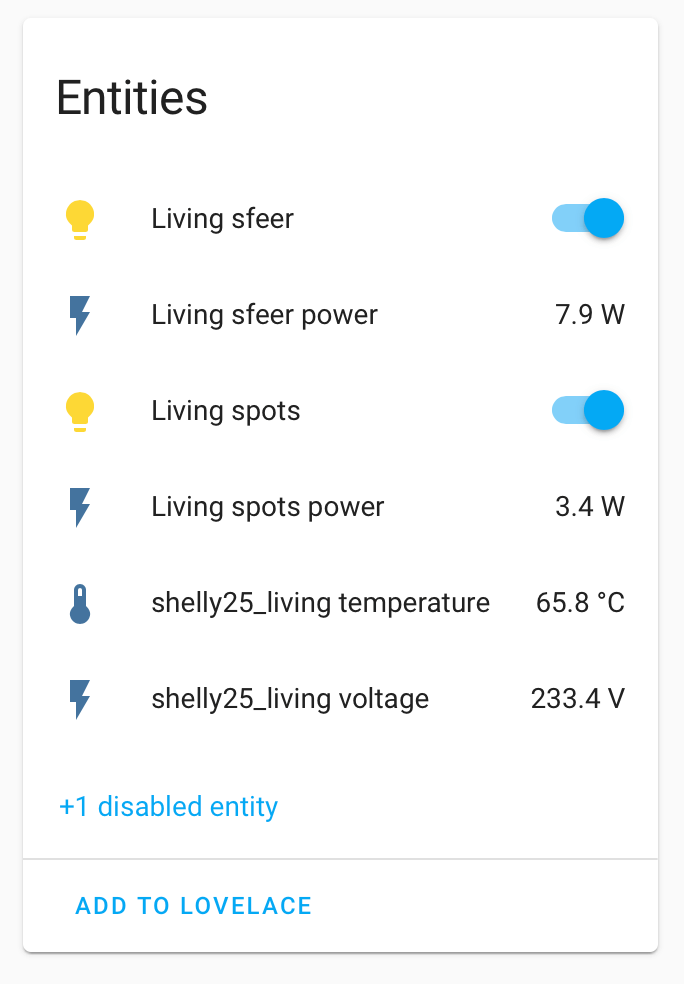 Entities
Living sfeer
Living sfeer power 7.9 W
Living spots
Living spots power 3.4 W
shelly25_living temperature 65.8 °C
shelly25_living voltage 233.4 V
+1 disabled entity
ADD TO LOVELACE